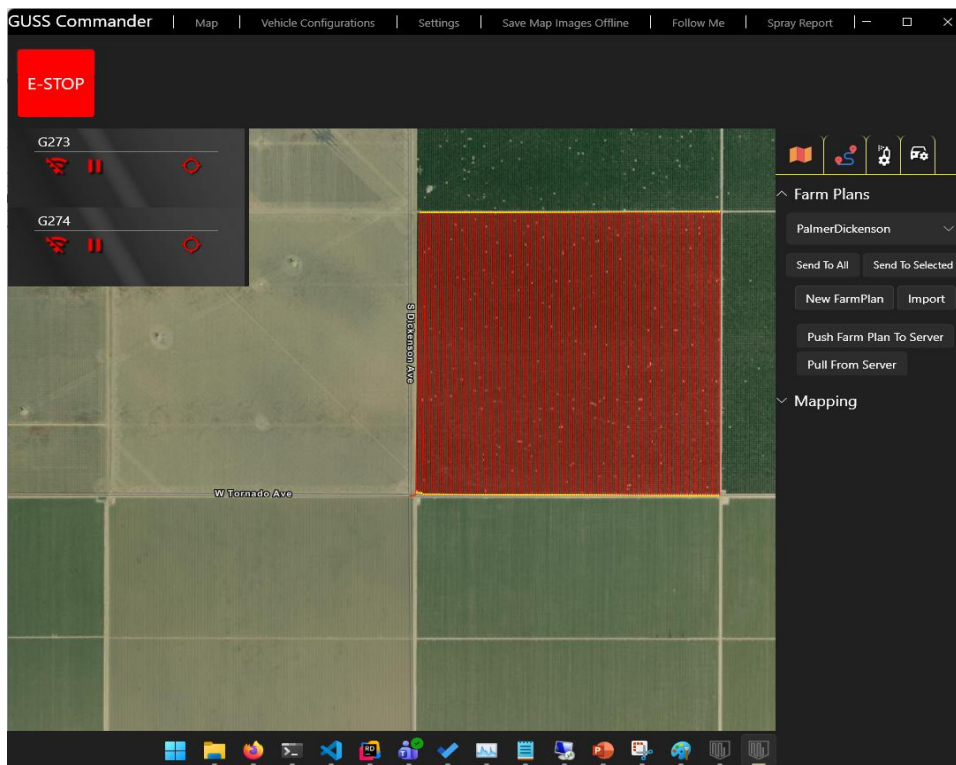 GUSS Commander | Map | Vehicle Configurations | Settings | Save Map Images Offline | Follow Me | Spray Report |
E-STOP
G273
G274
Farm Plans
PalmerDickenson
Send To All Send To Selected
New FarmPlan Import
Push Farm Plan To Server
Pull From Server
Mapping
S Dickenson Ave
W Tornado Ave
RD